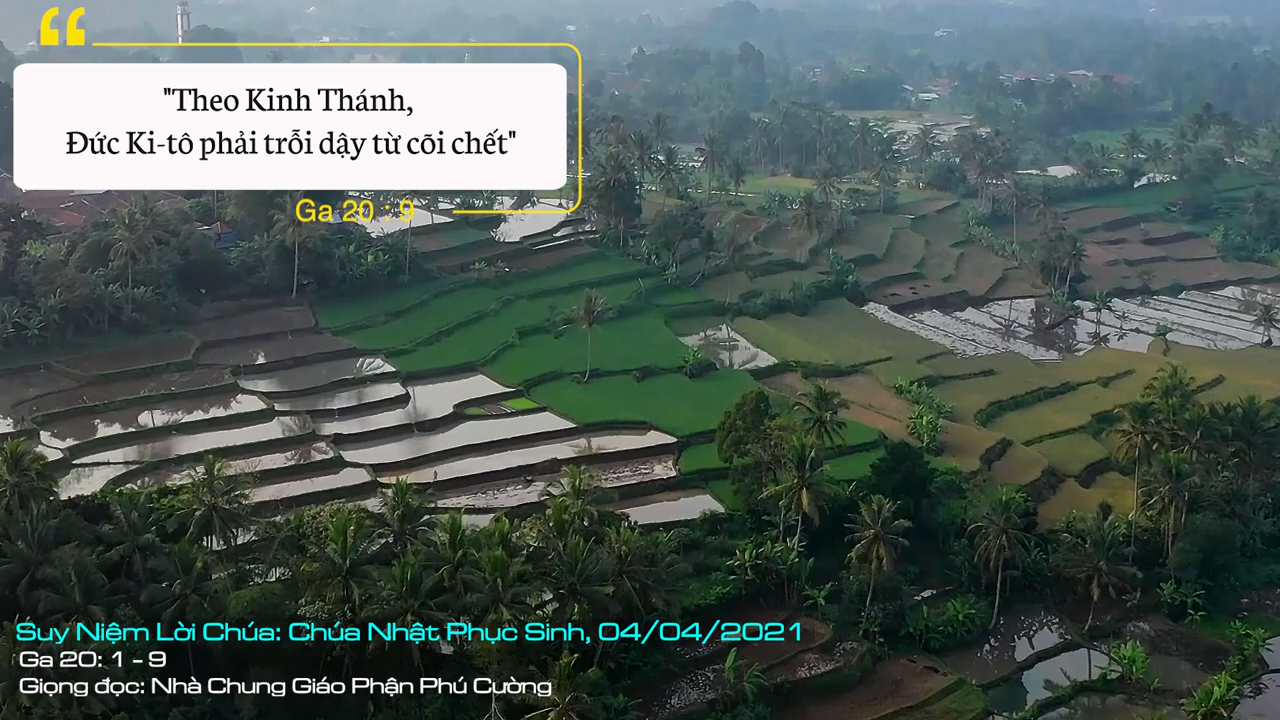 "Theo Kinh Thánh,
Đức Ki-tô phải trỗi dậy từ cõi chết"
Ga 20 : 9
Suy Niệm Lời Chúa: Chúa Nhật Phục Sinh, 04/04/2021
Ga 20: 1 - 9
Giọng đọc: Nhà Chung Giáo Phận Phú Cường